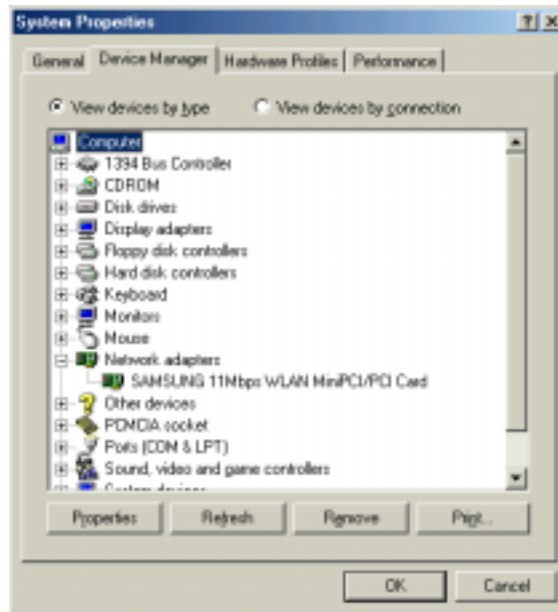 System Properties
General Device Manager Hardware Profiles Performance
View devices by type View devices by connection
Computer
1394 Bus Controller
CDROM
Disk drives
Display adapters
Floppy disk controllers
Hard disk controllers
Keyboard
Monitors
Mouse
Network adapters
SAMSUNG 11Mbps WLAN MiniPCI/PCI Card
Other devices
PCMCIA socket
Ports (COM & LPT)
Sound, video and game controllers
System devices
Properties Refresh Remove Print...
OK Cancel